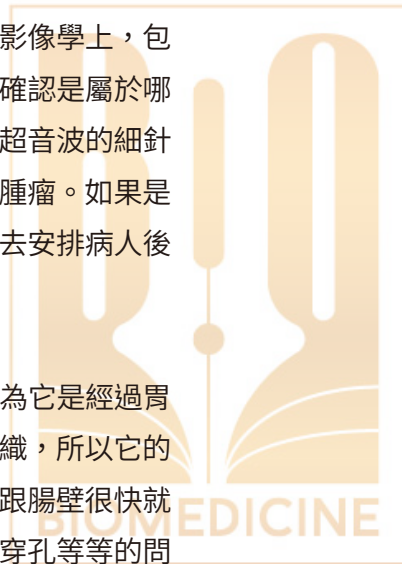 影像學上，包
確認是屬於哪
超音波的細針
腫瘤。如果是
去安排病人後
為它是經過胃
織，所以它的
跟腸壁很快就
BIOMEDICINE
穿孔等等的問